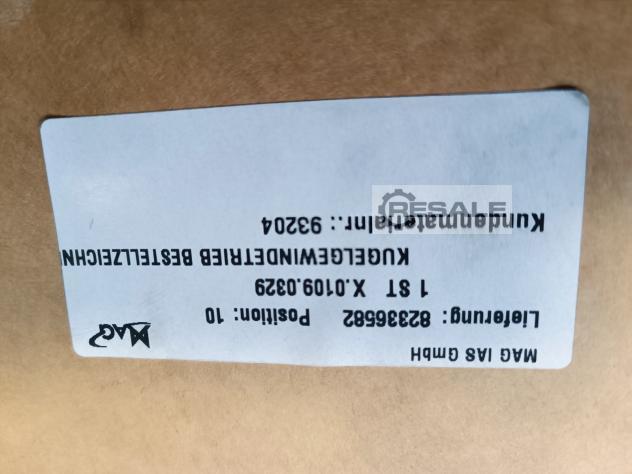 MAG IAS GmbH
MAG
Lieferung: 82336582 Position: 10
1 ST X.0109.0329
KUGELGEWINDETRIEB BESTELLZEICHN
Kundenmaterialnr.: 93204
RESALE